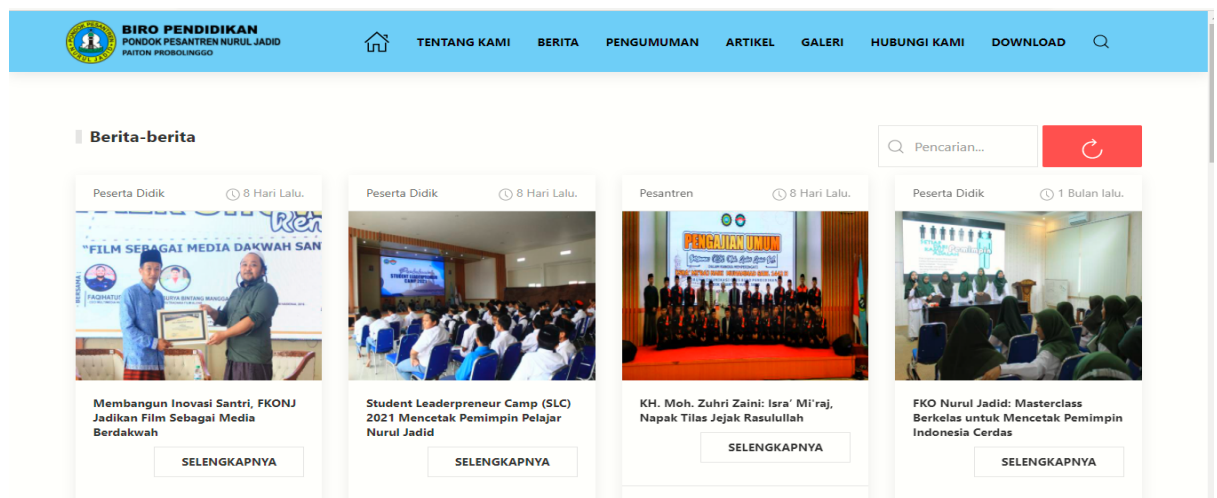 BIRO PENDIDIKAN
PONDOK PESANTREN NURUL JADID
PAITON PROBOLINGGO
TENTANG KAMI BERITA PENGUMUMAN ARTIKEL GALERI HUBUNGI KAMI DOWNLOAD
Berita-berita
Pencarian...
Peserta Didik 8 Hari Lalu.
"FILM SEBAGAI MEDIA DAKWAH SAN
Membangun Inovasi Santri, FKONJ
Jadikan Film Sebagai Media
Berdakwah
SELENGKAPNYA
Peserta Didik 8 Hari Lalu.
STUDENT LEADERPRENEUR
Student Leaderpreneur Camp (SLC)
2021 Mencetak Pemimpin Pelajar
Nurul Jadid
SELENGKAPNYA
Pesantren 8 Hari Lalu.
PENGAJIAN UMUM
KH. Moh. Zuhri Zaini: Isra’ Mi'raj,
Napak Tilas Jejak Rasulullah
SELENGKAPNYA
Peserta Didik 1 Bulan lalu.
Pemimpin
FKO Nurul Jadid: Masterclass
Berkelas untuk Mencetak Pemimpin
Indonesia Cerdas
SELENGKAPNYA